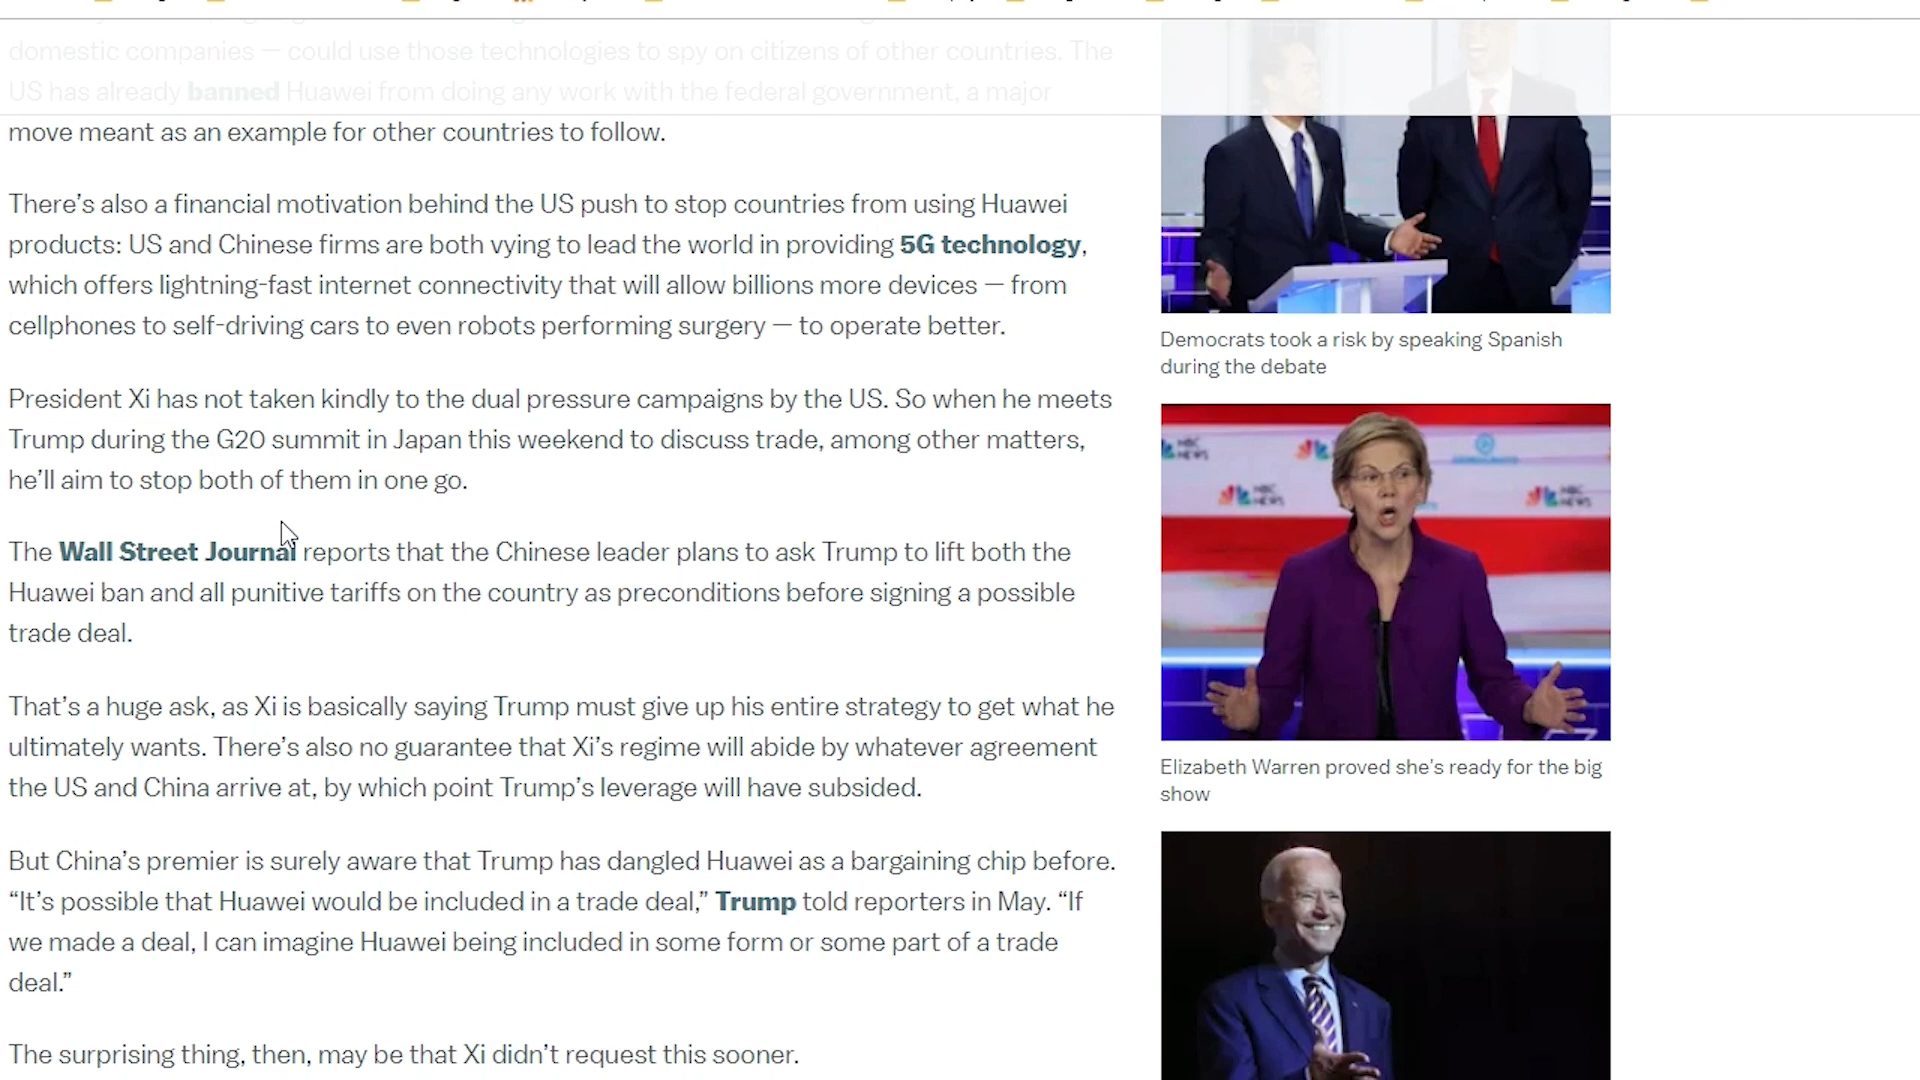 domestic companies — could use those technologies to spy on citizens of other countries. The
US has already banned Huawei from doing any work with the federal government, a major
move meant as an example for other countries to follow.
There’s also a financial motivation behind the US push to stop countries from using Huawei
products: US and Chinese firms are both vying to lead the world in providing 5G technology,
which offers lightning-fast internet connectivity that will allow billions more devices — from
cellphones to self-driving cars to even robots performing surgery — to operate better.
President Xi has not taken kindly to the dual pressure campaigns by the US. So when he meets
Trump during the G20 summit in Japan this weekend to discuss trade, among other matters,
he’ll aim to stop both of them in one go.
The Wall Street Journal reports that the Chinese leader plans to ask Trump to lift both the
Huawei ban and all punitive tariffs on the country as preconditions before signing a possible
trade deal.
That’s a huge ask, as Xi is basically saying Trump must give up his entire strategy to get what he
ultimately wants. There’s also no guarantee that Xi’s regime will abide by whatever agreement
the US and China arrive at, by which point Trump’s leverage will have subsided.
But China’s premier is surely aware that Trump has dangled Huawei as a bargaining chip before.
“It’s possible that Huawei would be included in a trade deal,” Trump told reporters in May. “If
we made a deal, I can imagine Huawei being included in some form or some part of a trade
deal.”
The surprising thing, then, may be that Xi didn’t request this sooner.
Democrats took a risk by speaking Spanish
during the debate
NBC
NEWS
NBC
NEWS
NBC
NEWS
Elizabeth Warren proved she's ready for the big
show